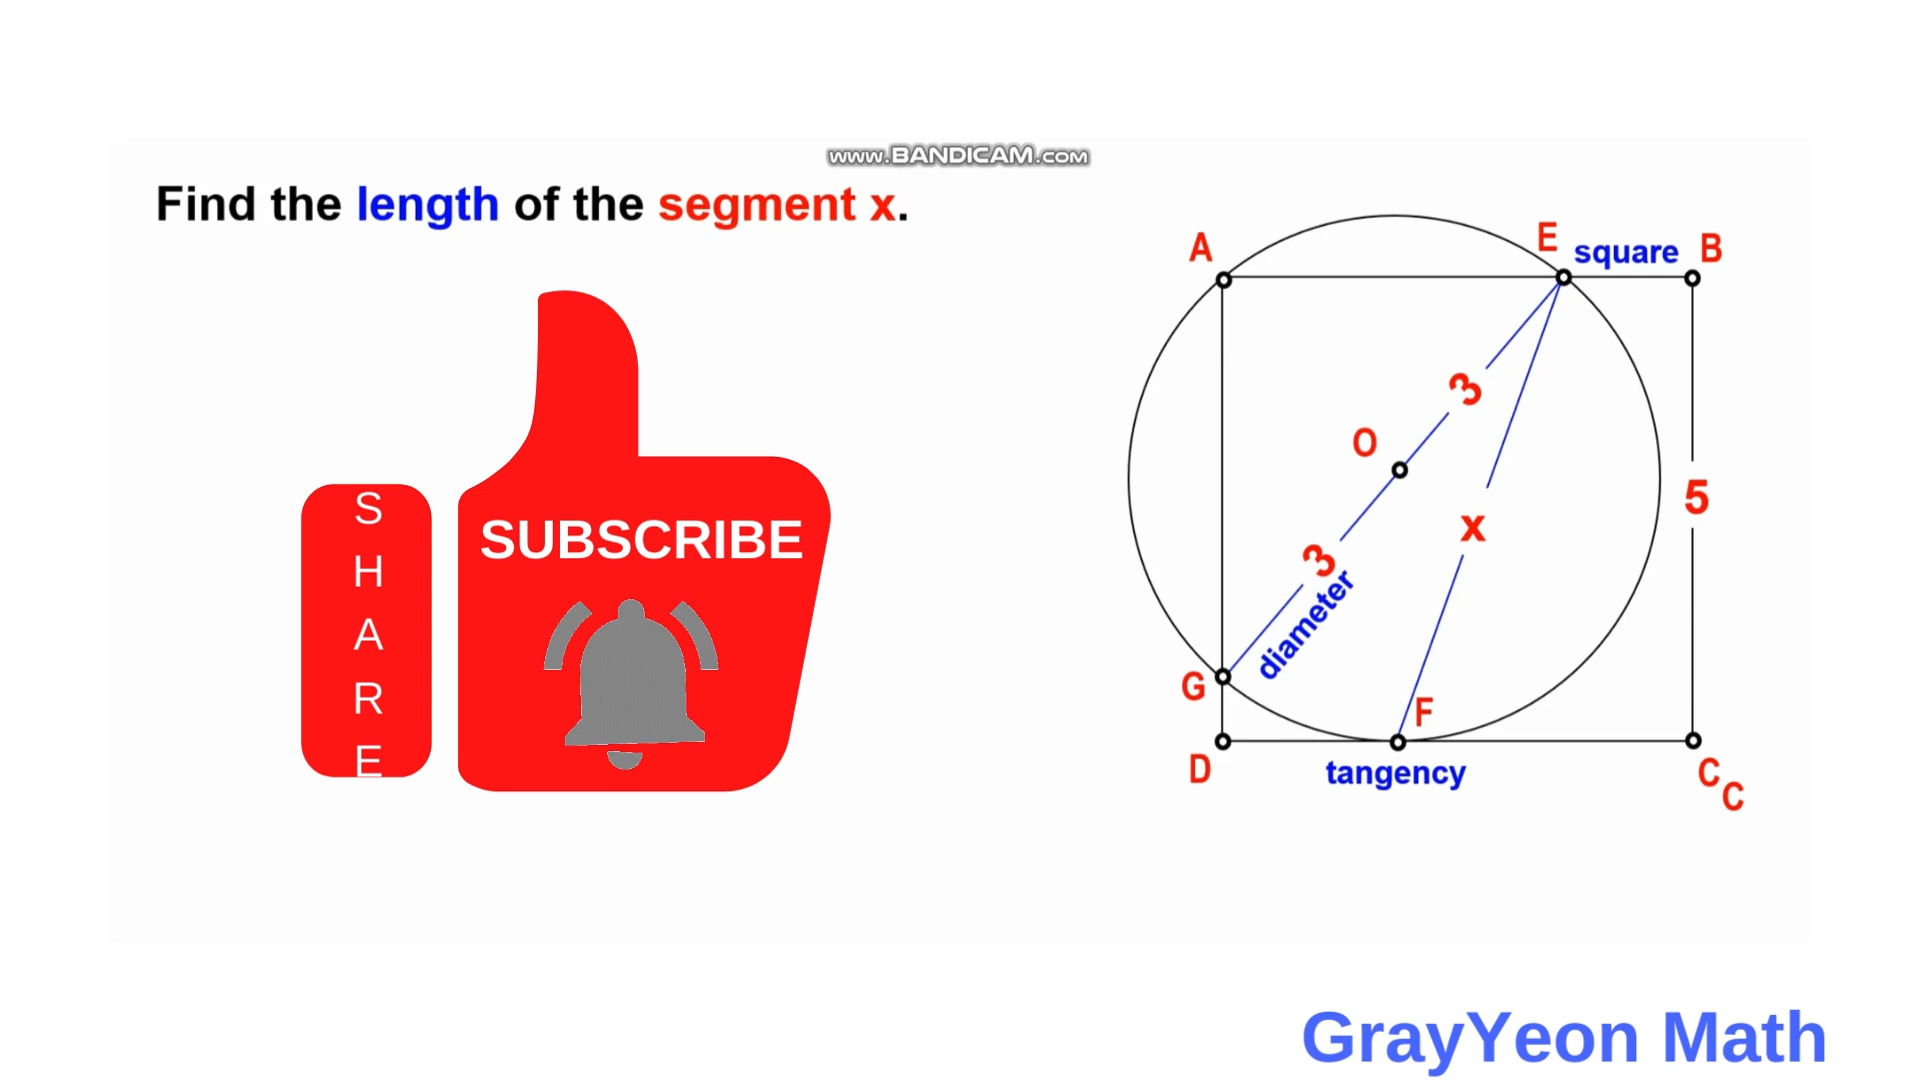 www.BANDICAM.com
Find the length of the segment x.
A
E
square
B
3
O
5
x
3
diameter
G
F
D
tangency
C
C
S
H
A
R
E
SUBSCRIBE
GrayYeon Math